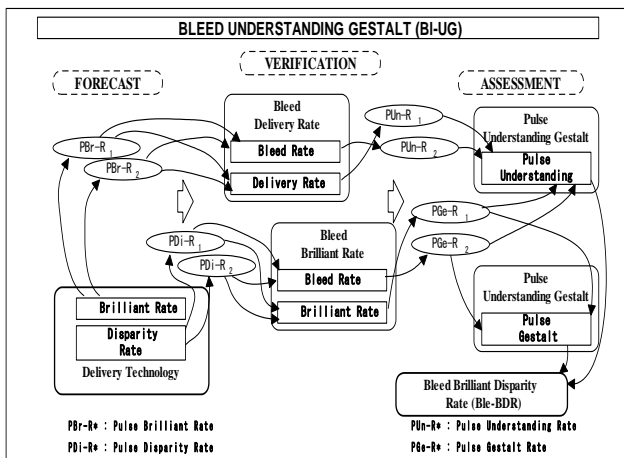 BLEED UNDERSTANDING GESTALT (BI-UG)
FORECAST
VERIFICATION
ASSESSMENT
PBr-R 1
PBr-R 2
Bleed
Delivery Rate
Bleed Rate
Delivery Rate
PUn-R 1
PUn-R 2
Pulse
Understanding Gestalt
Pulse
Understanding
PDi-R 1
PDi-R 2
Bleed
Brilliant Rate
Bleed Rate
Brilliant Rate
PGe-R 1
PGe-R 2
Pulse
Understanding Gestalt
Pulse
Gestalt
Brilliant Rate
Disparity
Rate
Delivery Technology
Bleed Brilliant Disparity
Rate (Ble-BDR)
PBr-R* : Pulse Brilliant Rate
PDi-R* : Pulse Disparity Rate
PUn-R* : Pulse Understanding Rate
PGe-R* : Pulse Gestalt Rate